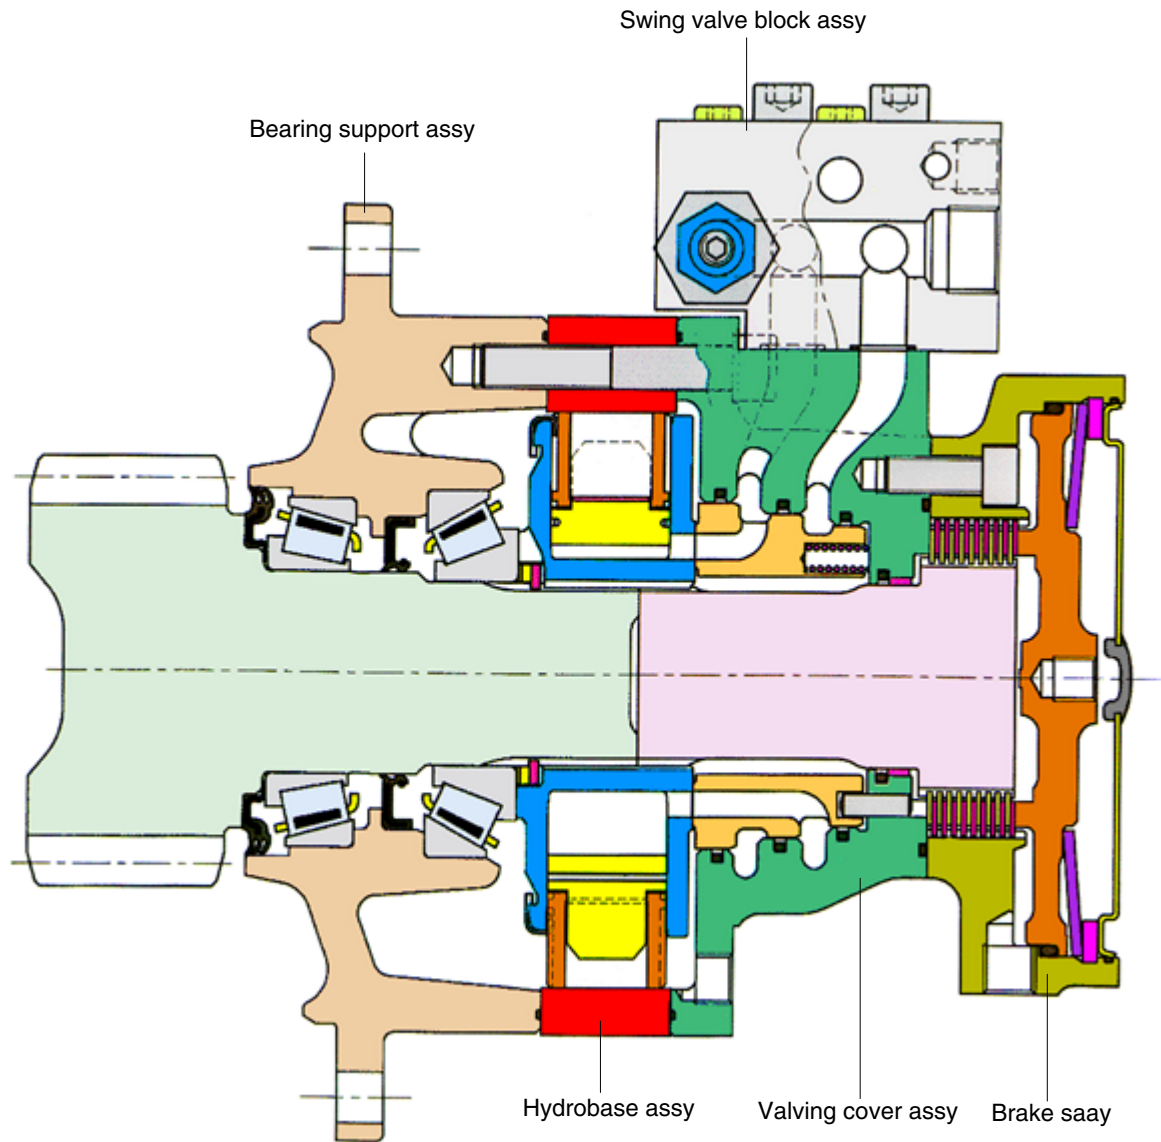 Swing valve block assy
Bearing support assy
Hydrobase assy
Valving cover assy
Brake saay